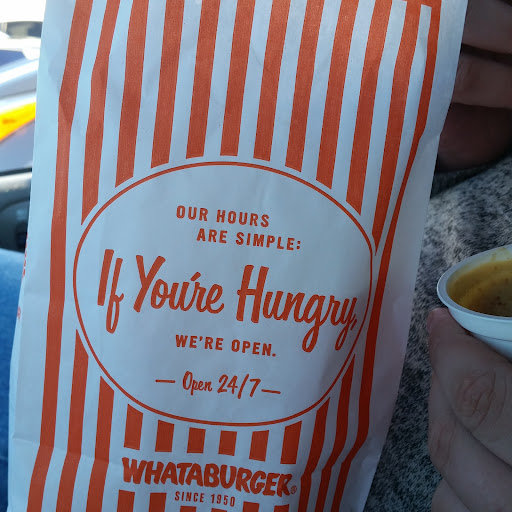 OUR HOURS
ARE SIMPLE:
If You're Hungry,
WE'RE OPEN.
— Open 24/7 —
WHATABURGER®
SINCE 1950